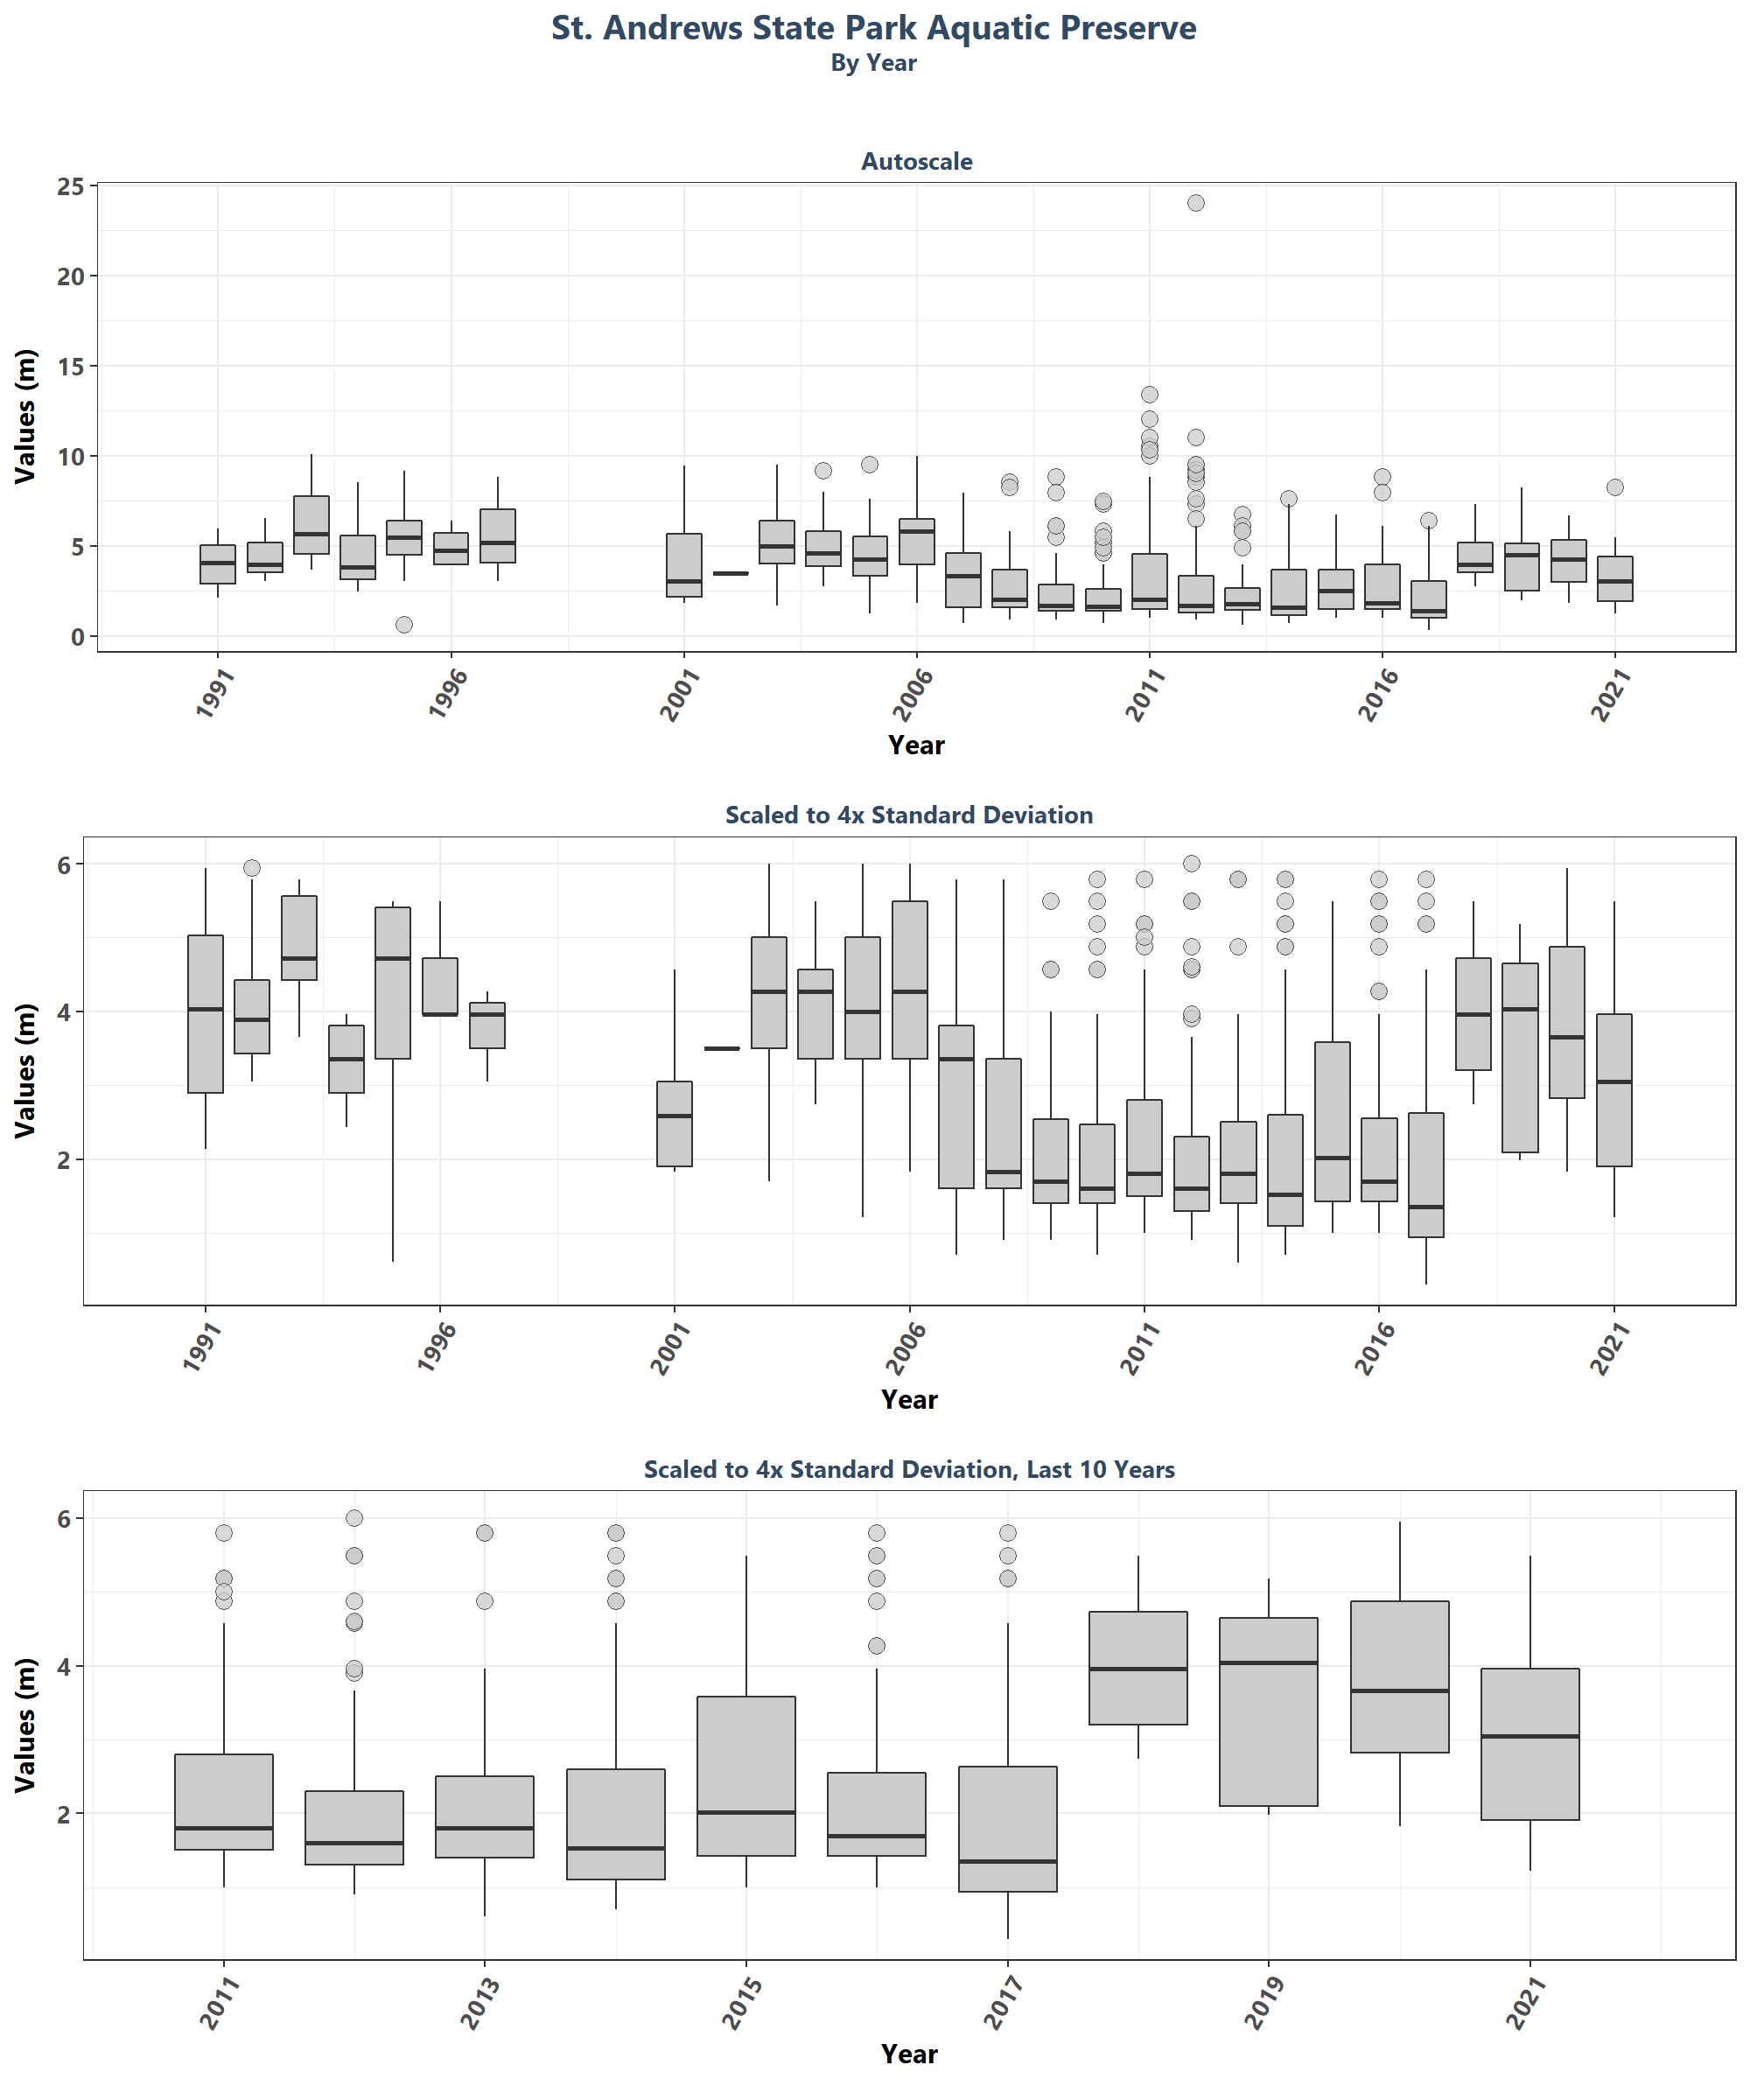 St. Andrews State Park Aquatic Preserve
By Year
Autoscale
Values (m)
25
20
15
10
5
0
1991
1996
2001
2006
2011
2016
2021
Year
Scaled to 4x Standard Deviation
Values (m)
6
4
2
1991
1996
2001
2006
2011
2016
2021
Year
Scaled to 4x Standard Deviation, Last 10 Years
Values (m)
6
4
2
2011
2013
2015
2017
2019
2021
Year